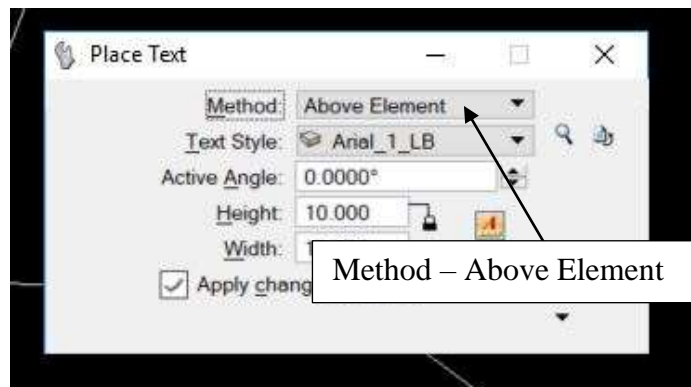 Place Text
Method: Above Element
Text Style: Arial_1_LB
Active Angle: 0.0000°
Height: 10.000
Width:
Method – Above Element
Apply